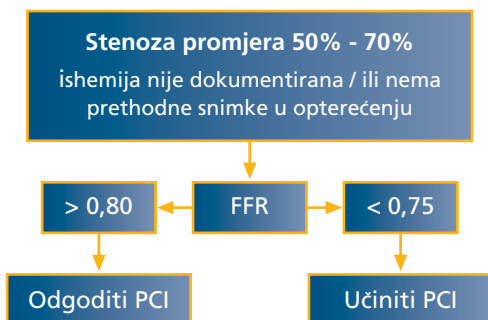 Stenoza promjera 50% - 70%
ishemija nije dokumentirana / ili nema
prethodne snimke u opterećenju
> 0,80
FFR
< 0,75
Odgoditi PCI
Učiniti PCI